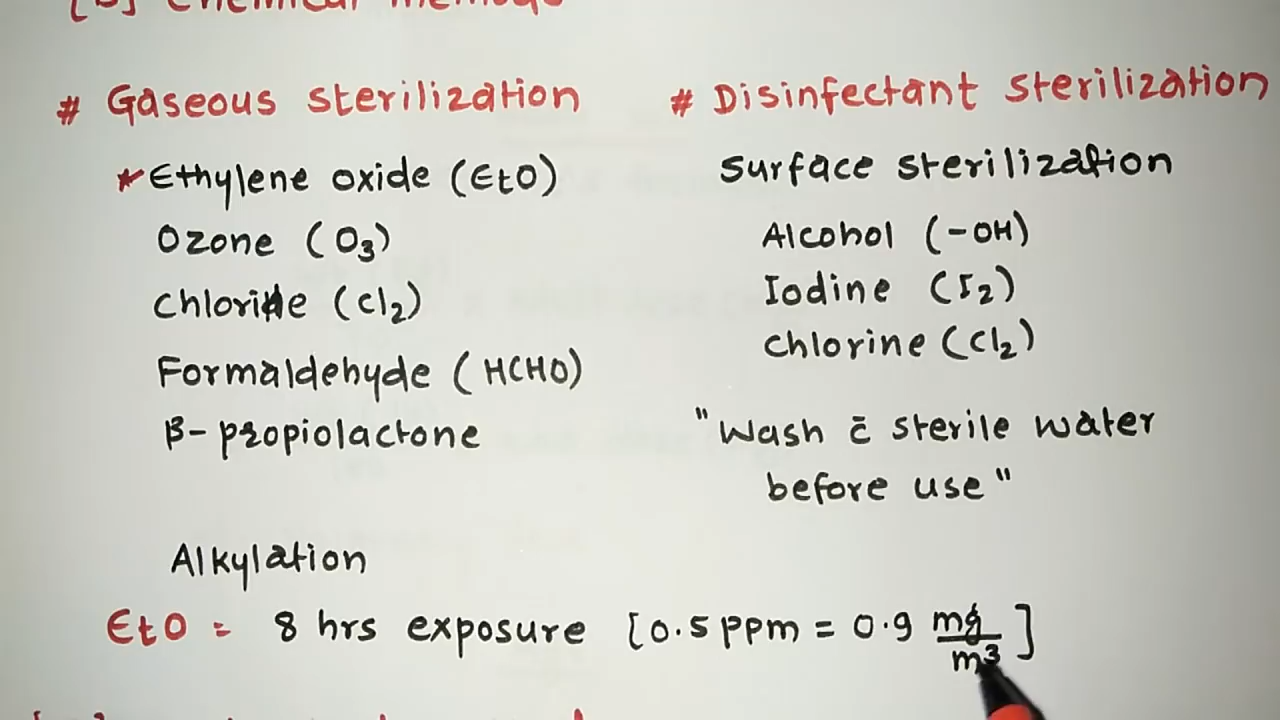 [B] Chemical methods
# Gaseous sterilization
* Ethylene oxide (EtO)
Ozone (O₃)
Chloride (Cl₂)
Formaldehyde (HCHO)
β-propiolactone
Alkylation
# Disinfectant sterilization
Surface sterilization
Alcohol (-OH)
Iodine (I₂)
Chlorine (Cl₂)
"Wash c̄ sterile water
before use"
EtO = 8 hrs exposure [0.5 ppm = 0.9 mg/m³]